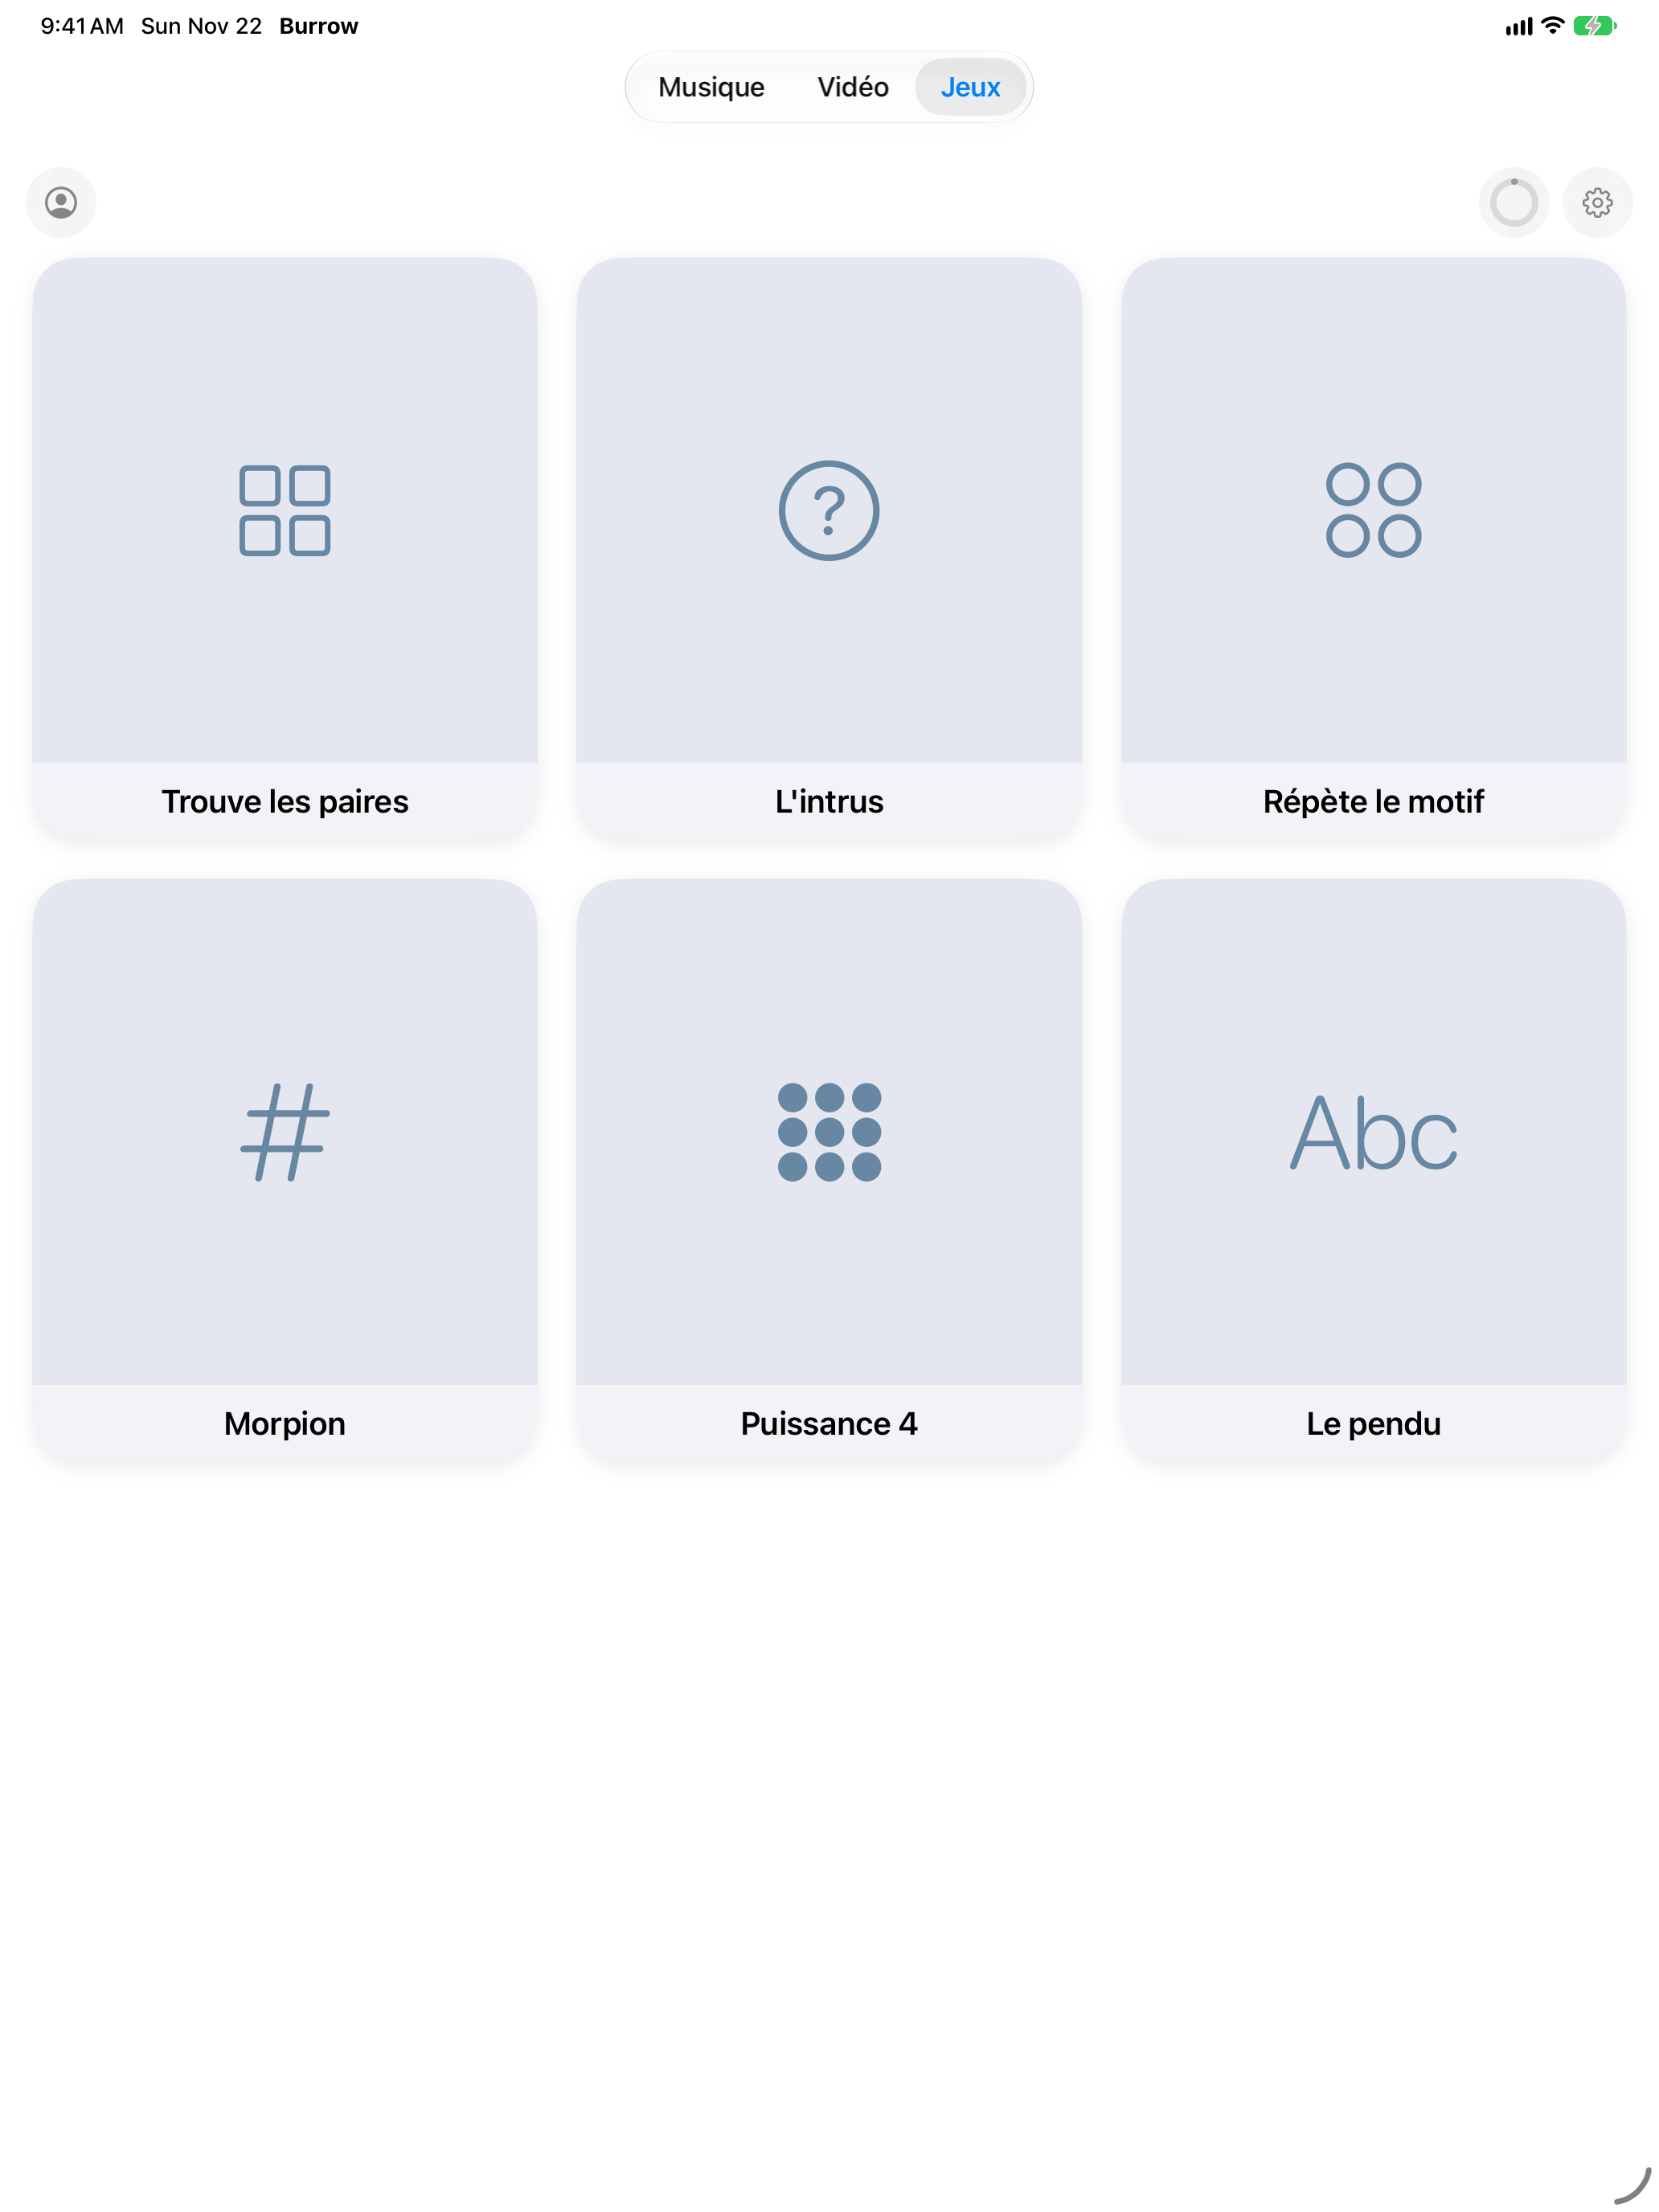 9:41 AM Sun Nov 22 Burrow
Musique Vidéo Jeux
?
Trouve les paires L'intrus Répète le motif
# Abc
Morpion Puissance 4 Le pendu